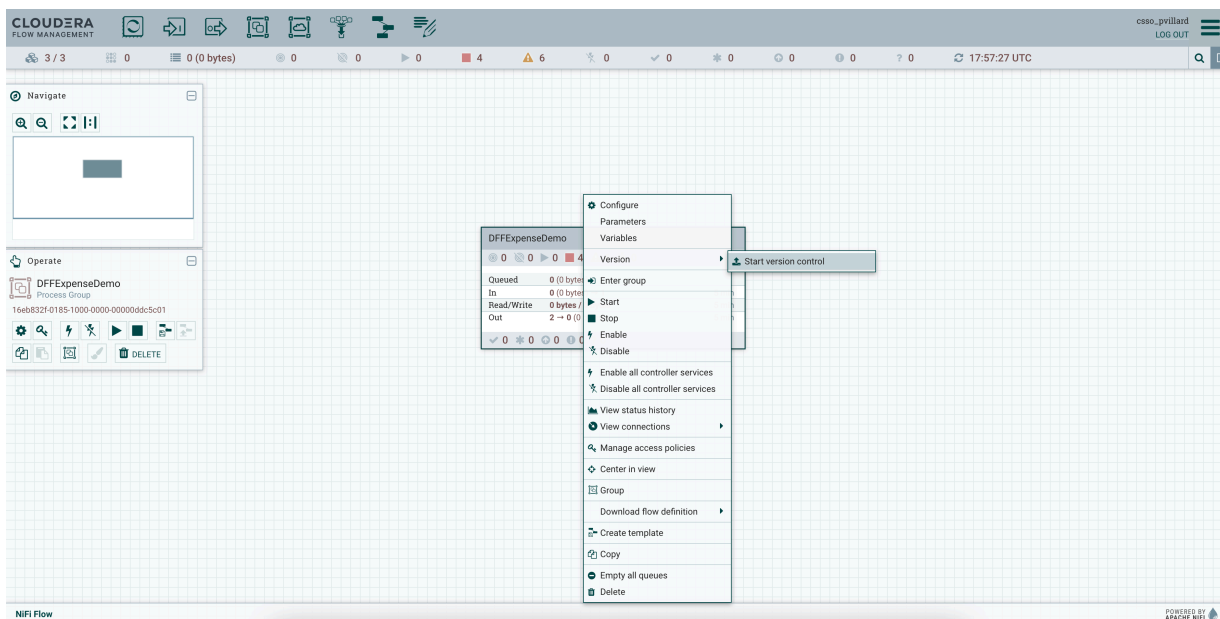 CLOUDERA
FLOW MANAGEMENT
csso_pvillard
LOG OUT
3 / 3 0 0 (0 bytes) 0 0 0 4 6 0 0 0 0 0 ? 0 17:57:27 UTC
Navigate
Operate
DFFExpenseDemo
Process Group
16eb832f-0185-1000-0000-00000ddc5c01
DELETE
DFFExpenseDemo
0 0 0 4
Queued 0 (0 byte
In 0 (0 byte
Read/Write 0 bytes /
Out 2 → 0 (0
0 0 0 0
Configure
Parameters
Variables
Version
Start version control
Enter group
Start
Stop
Enable
Disable
Enable all controller services
Disable all controller services
View status history
View connections
Manage access policies
Center in view
Group
Download flow definition
Create template
Copy
Empty all queues
Delete
NiFi Flow
POWERED BY
APACHE NIFI